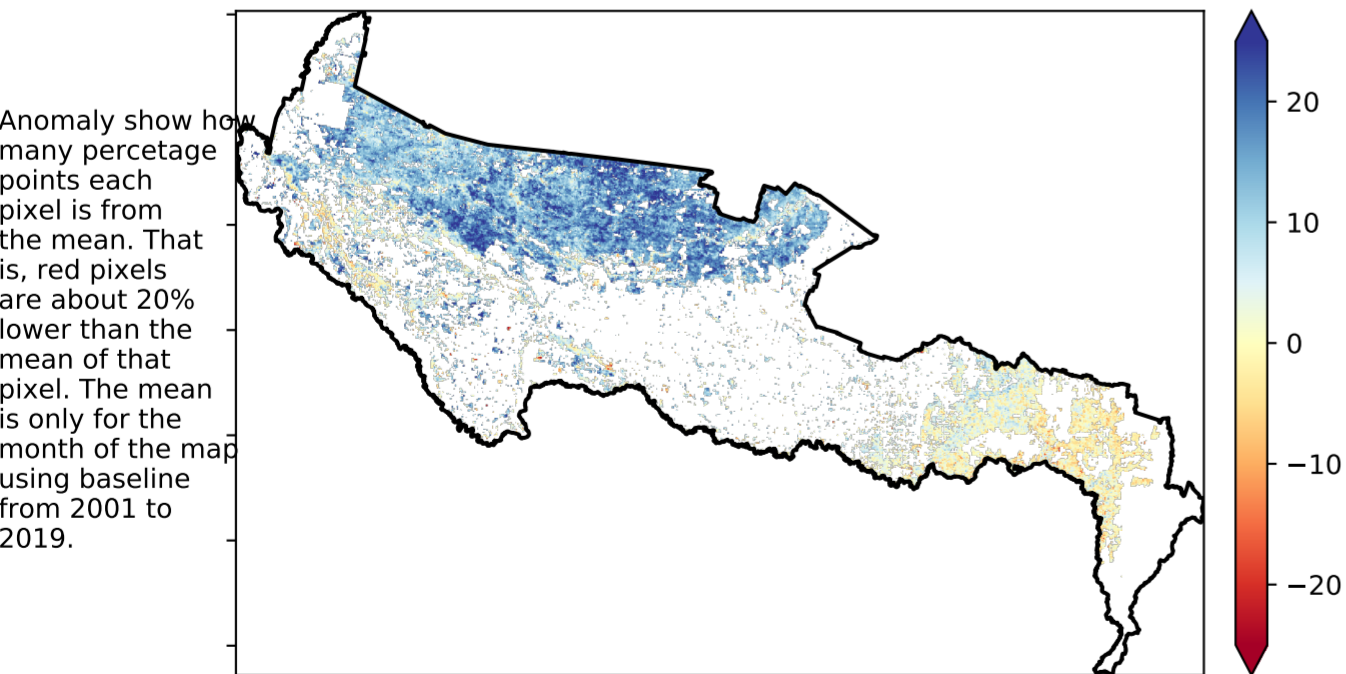 Anomaly show how
many percetage
points each
pixel is from
the mean. That
is, red pixels
are about 20%
lower than the
mean of that
pixel. The mean
is only for the
month of the map
using baseline
from 2001 to
2019.
20
10
0
−10
−20